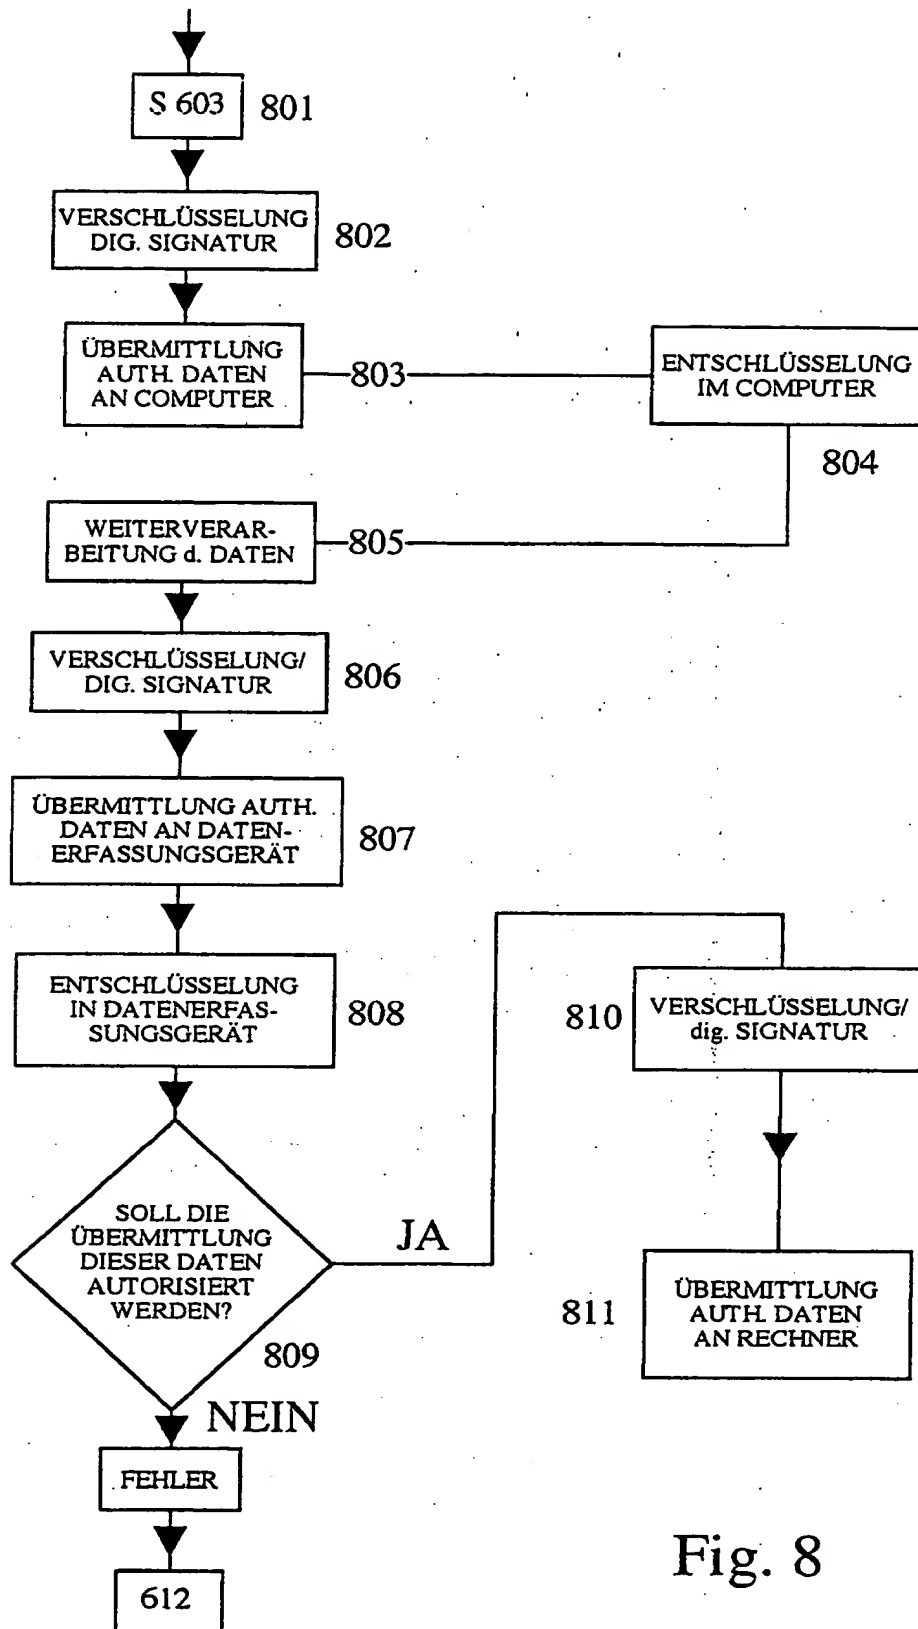 S 603
801
VERSCHLÜSSELUNG
DIG. SIGNATUR
802
ÜBERMITTLUNG
AUTH. DATEN
AN COMPUTER
803
ENTSCHLÜSSELUNG
IM COMPUTER
804
WEITERVERAR-
BEITUNG d. DATEN
805
VERSCHLÜSSELUNG/
DIG. SIGNATUR
806
ÜBERMITTLUNG AUTH.
DATEN AN DATEN-
ERFASSUNGSGERÄT
807
ENTSCHLÜSSELUNG
IN DATENERFAS-
SUNGSGERÄT
808
SOLL DIE
ÜBERMITTLUNG
DIESER DATEN
AUTORISIERT
WERDEN?
809
JA
810
VERSCHLÜSSELUNG/
dig. SIGNATUR
811
ÜBERMITTLUNG
AUTH. DATEN
AN RECHNER
NEIN
FEHLER
612
Fig. 8